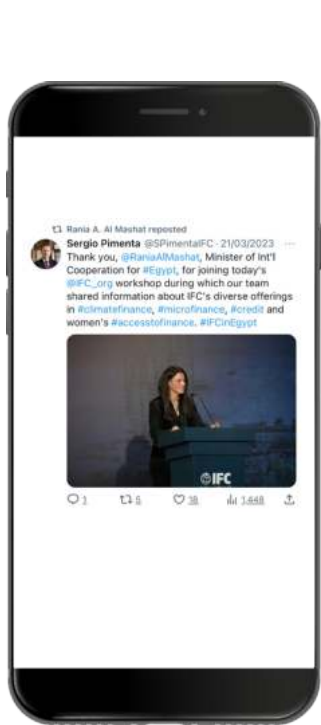 Rania A. Al Mashat reposted
Sergio Pimenta @SPimentaIFC · 21/03/2023 ...
Thank you, @RaniaAlMashat, Minister of Int'l
Cooperation for #Egypt, for joining today's
@IFC_org workshop during which our team
shared information about IFC's diverse offerings
in #climatefinance, #microfinance, #credit and
women's #accesstofinance. #IFCinEgypt
IFC
1 5 18 1,448